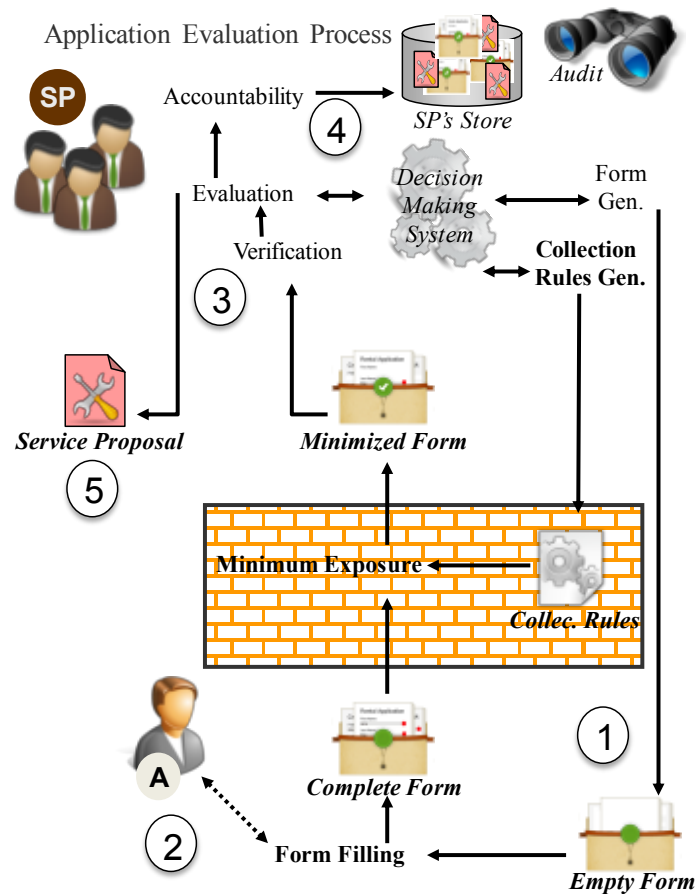 Application Evaluation Process
SP
Accountability
4
SP's Store
Audit
Evaluation
Decision
Making
System
Form
Gen.
Verification
Collection
Rules Gen.
3
Service Proposal
5
Minimized Form
Minimum Exposure
Collec. Rules
1
A
Complete Form
2
Form Filling
Empty Form